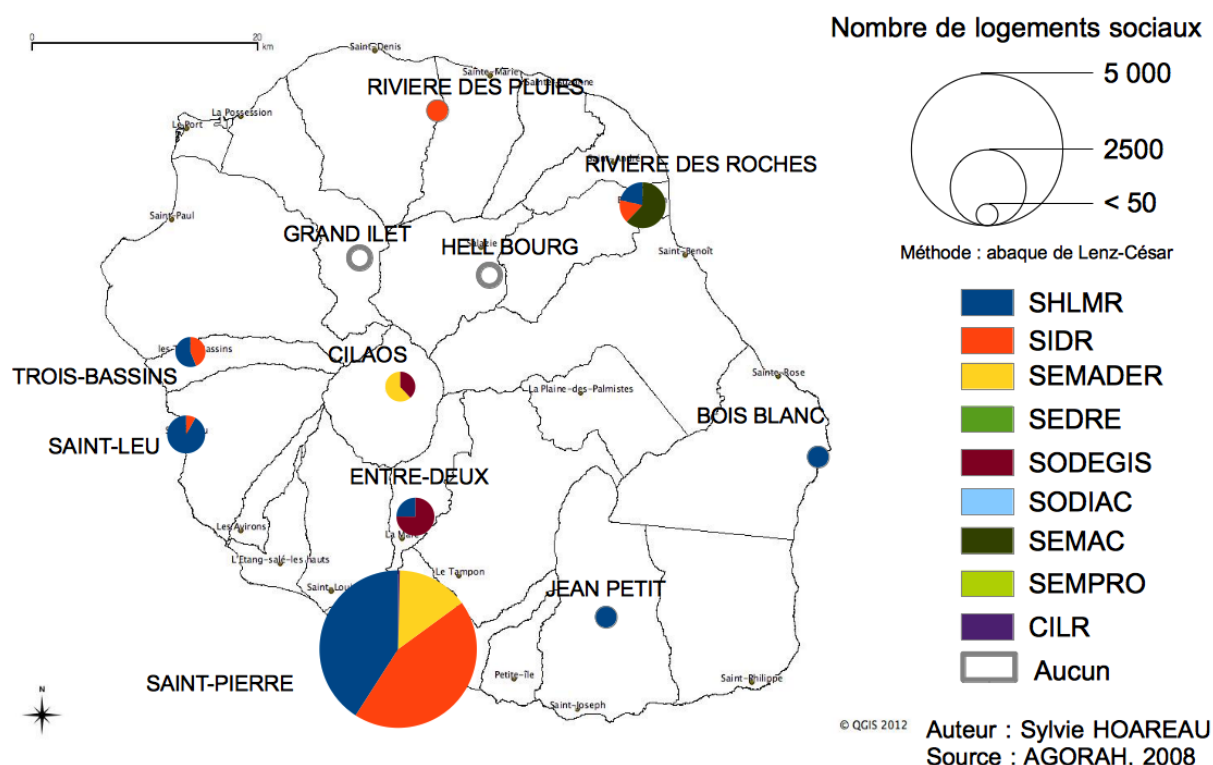 Nombre de logements sociaux
5 000
2500
< 50
Méthode : abaque de Lenz-César
0
20
km
Saint-Denis
Sainte-Marie
RIVIERE DES PLUIES
La Possession
Le Port
RIVIERE DES ROCHES
Saint-Paul
GRAND ILET
HELL BOURG
Saint-Benoît
CILAOS
TROIS-BASSINS
La Plaine-des-Palmistes
Sainte-Rose
BOIS BLANC
SAINT-LEU
ENTRE-DEUX
Les Avirons
L'Etang-salé-les-hauts
Le Tampon
JEAN PETIT
SAINT-PIERRE
Petite-île
Saint-Joseph
Saint-Philippe
N
SHLMR
SIDR
SEMADER
SEDRE
SODEGIS
SODIAC
SEMAC
SEMPRO
CILR
Aucun
© QGIS 2012
Auteur : Sylvie HOAREAU
Source : AGORAH, 2008